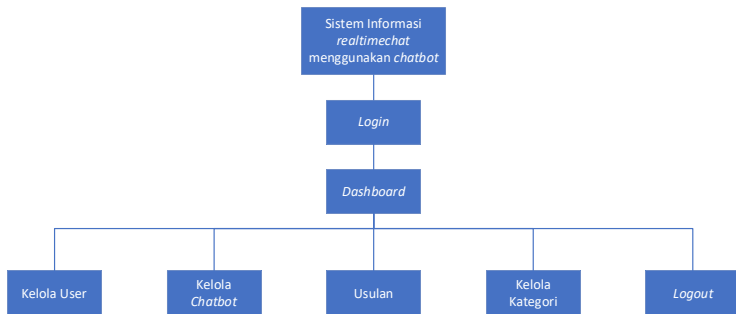 Sistem Informasi
realtimechat
menggunakan chatbot
Login
Dashboard
Kelola User
Kelola
Chatbot
Usulan
Kelola
Kategori
Logout